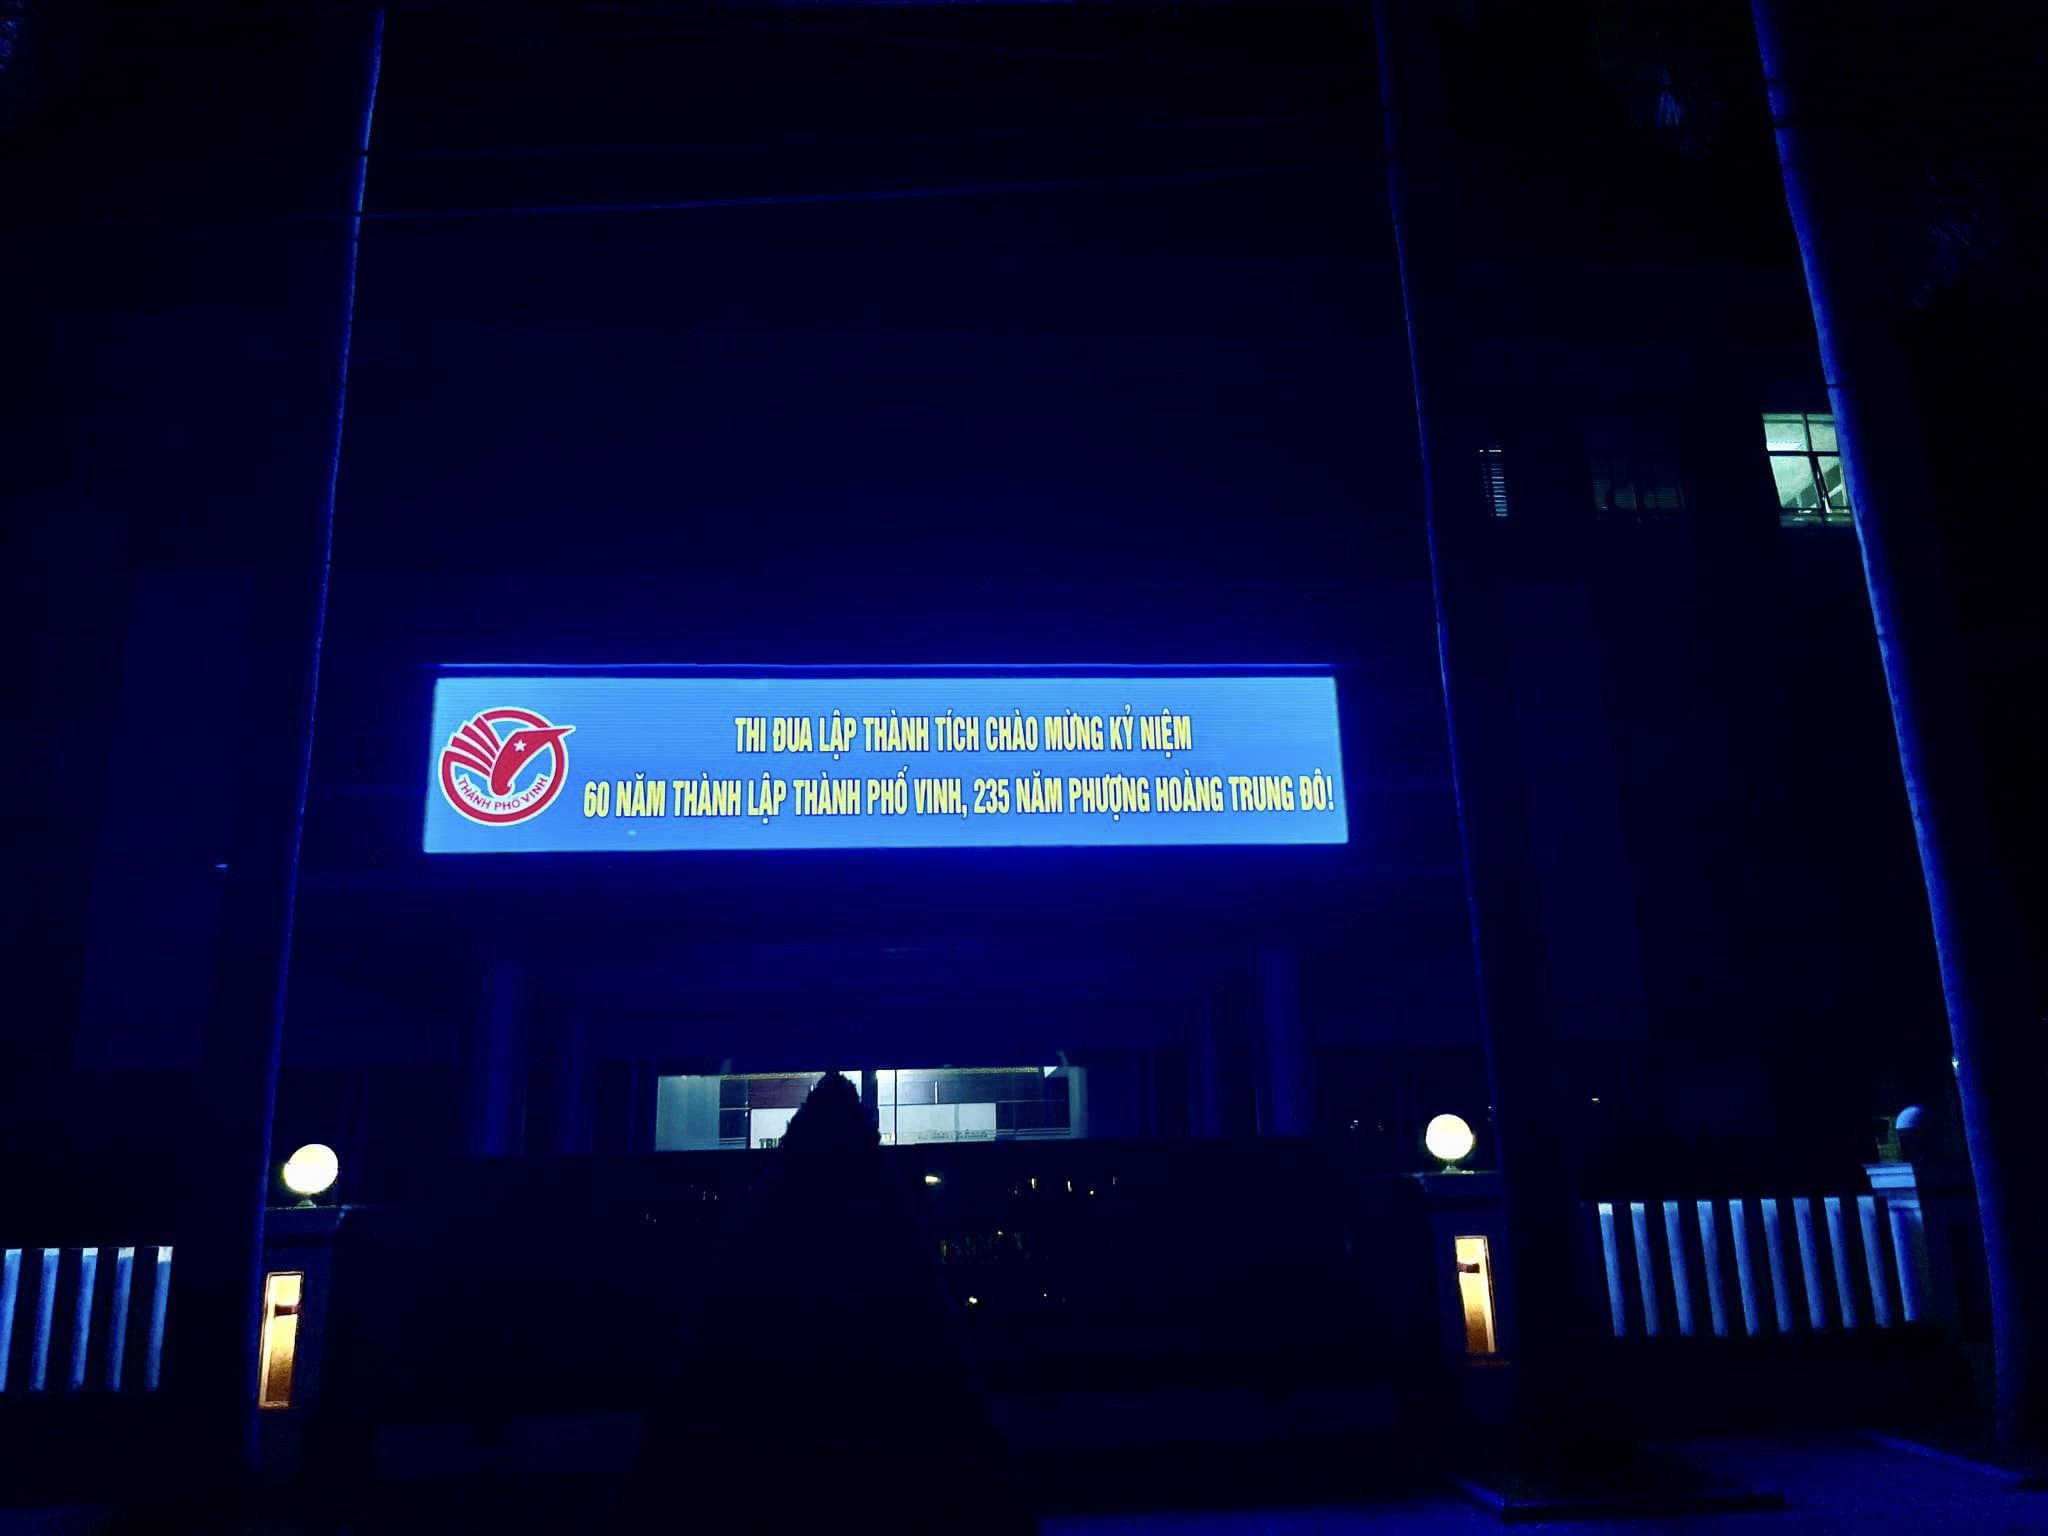 THI ĐUA LẬP THÀNH TÍCH CHÀO MỪNG KỶ NIỆM
60 NĂM THÀNH LẬP THÀNH PHỐ VINH, 235 NĂM PHƯỢNG HOÀNG TRUNG ĐÔ!
THÀNH PHỐ VINH